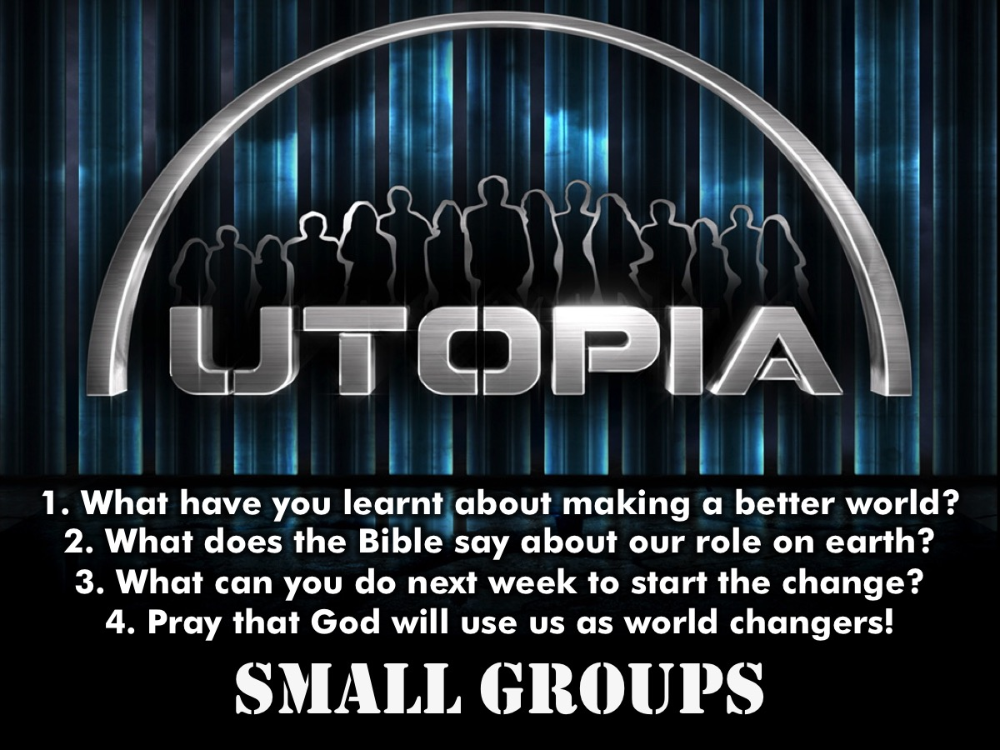 UTOPIA
1. What have you learnt about making a better world?
2. What does the Bible say about our role on earth?
3. What can you do next week to start the change?
4. Pray that God will use us as world changers!
SMALL GROUPS